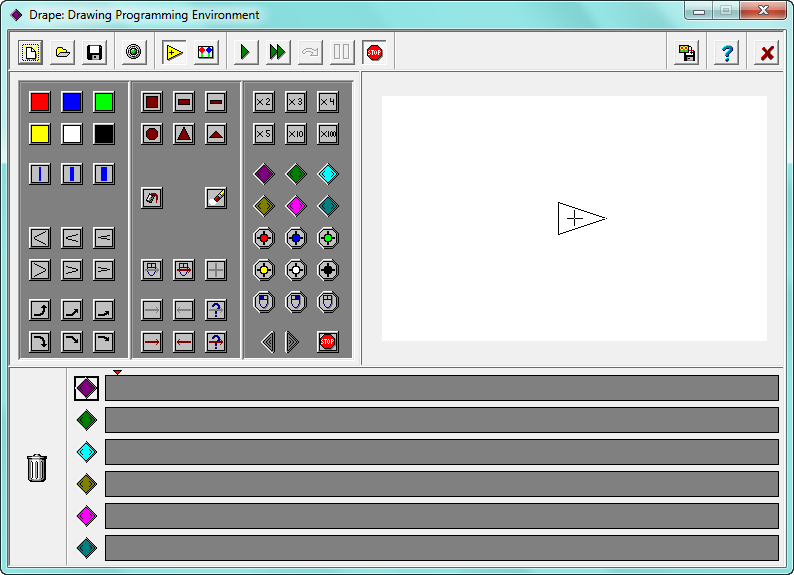 Drape: Drawing Programming Environment
STOP
×2 ×3 ×4
×5 ×10 ×100
?
?
STOP
?